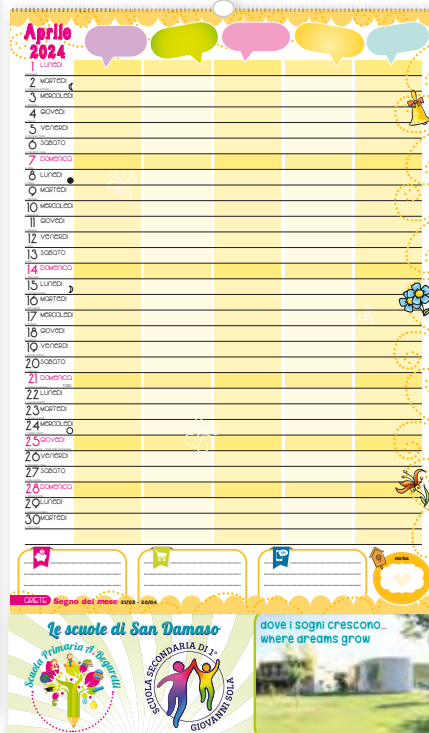 Aprile
2024
1 LUNEDì
2 MARTEDì
3 MERCOLEDì
4 GIOVEDì
5 VENERDì
6 SABATO
7 DOMENICA
8 LUNEDì
9 MARTEDì
10 MERCOLEDì
11 GIOVEDì
12 VENERDì
13 SABATO
14 DOMENICA
15 LUNEDì
16 MARTEDì
17 MERCOLEDì
18 GIOVEDì
19 VENERDì
20 SABATO
21 DOMENICA
22 LUNEDì
23 MARTEDì
24 MERCOLEDì
25 GIOVEDì
26 VENERDì
27 SABATO
28 DOMENICA
29 LUNEDì
30 MARTEDì
note:
ARIETE Segno del mese 21/03 - 20/04
Le scuole di San Damaso
Scuola Primaria A. Begarelli
SCUOLA SECONDARIA DI 1°
GIOVANNI SOLA
dove i sogni crescono...
where dreams grow